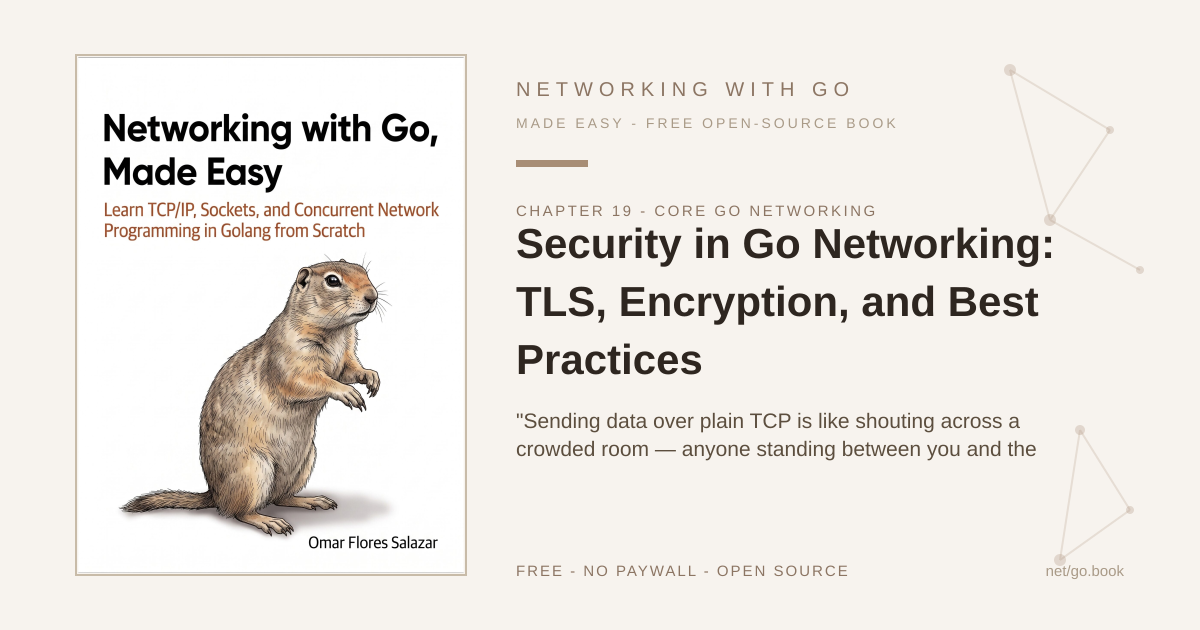 Networking with Go,
Made Easy
Learn TCP/IP, Sockets, and Concurrent Network
Programming in Golang from Scratch
Omar Flores Salazar
NETWORKING WITH GO
MADE EASY - FREE OPEN-SOURCE BOOK
CHAPTER 19 - CORE GO NETWORKING
Security in Go Networking:
TLS, Encryption, and Best
Practices
"Sending data over plain TCP is like shouting across a
crowded room — anyone standing between you and the
FREE - NO PAYWALL - OPEN SOURCE
net/go.book